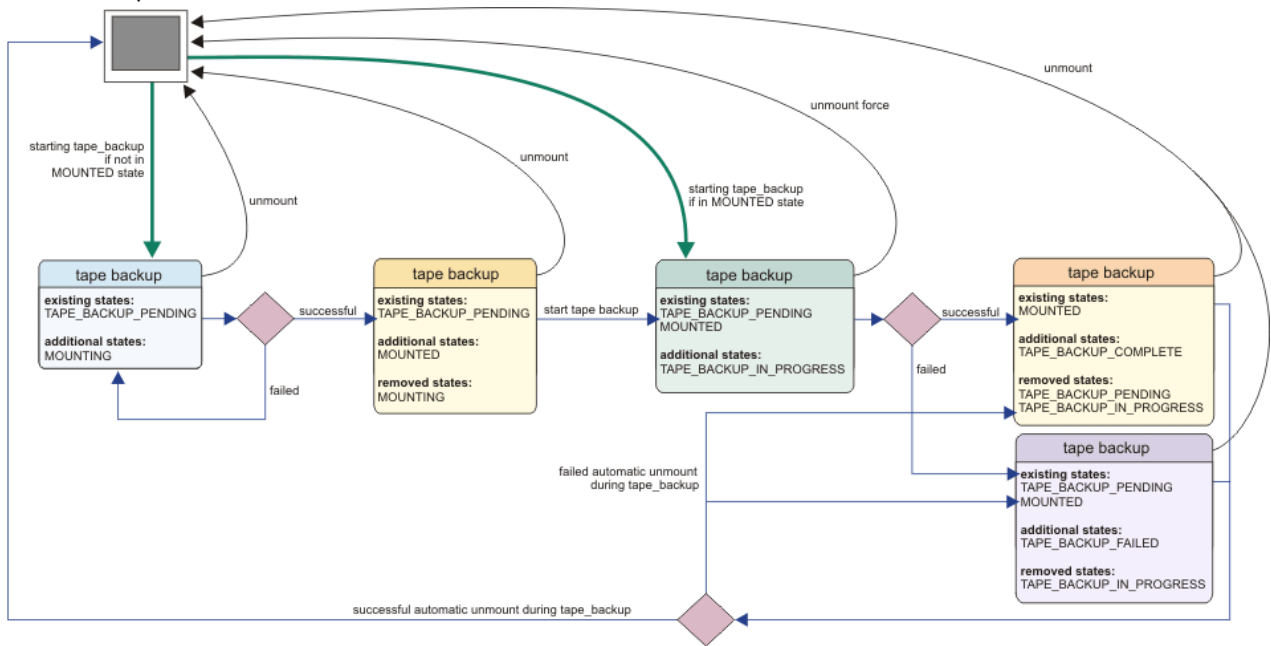 unmount
unmount force
starting tape_backup
if not in
MOUNTED state
unmount
unmount
starting tape_backup
if in MOUNTED state
tape backup
existing states:
TAPE_BACKUP_PENDING
additional states:
MOUNTING
successful
failed
tape backup
existing states:
TAPE_BACKUP_PENDING
additional states:
MOUNTED
removed states:
MOUNTING
start tape backup
tape backup
existing states:
TAPE_BACKUP_PENDING
MOUNTED
additional states:
TAPE_BACKUP_IN_PROGRESS
successful
failed
tape backup
existing states:
MOUNTED
additional states:
TAPE_BACKUP_COMPLETE
removed states:
TAPE_BACKUP_PENDING
TAPE_BACKUP_IN_PROGRESS
tape backup
existing states:
TAPE_BACKUP_PENDING
MOUNTED
additional states:
TAPE_BACKUP_FAILED
removed states:
TAPE_BACKUP_IN_PROGRESS
failed automatic unmount
during tape_backup
successful automatic unmount during tape_backup